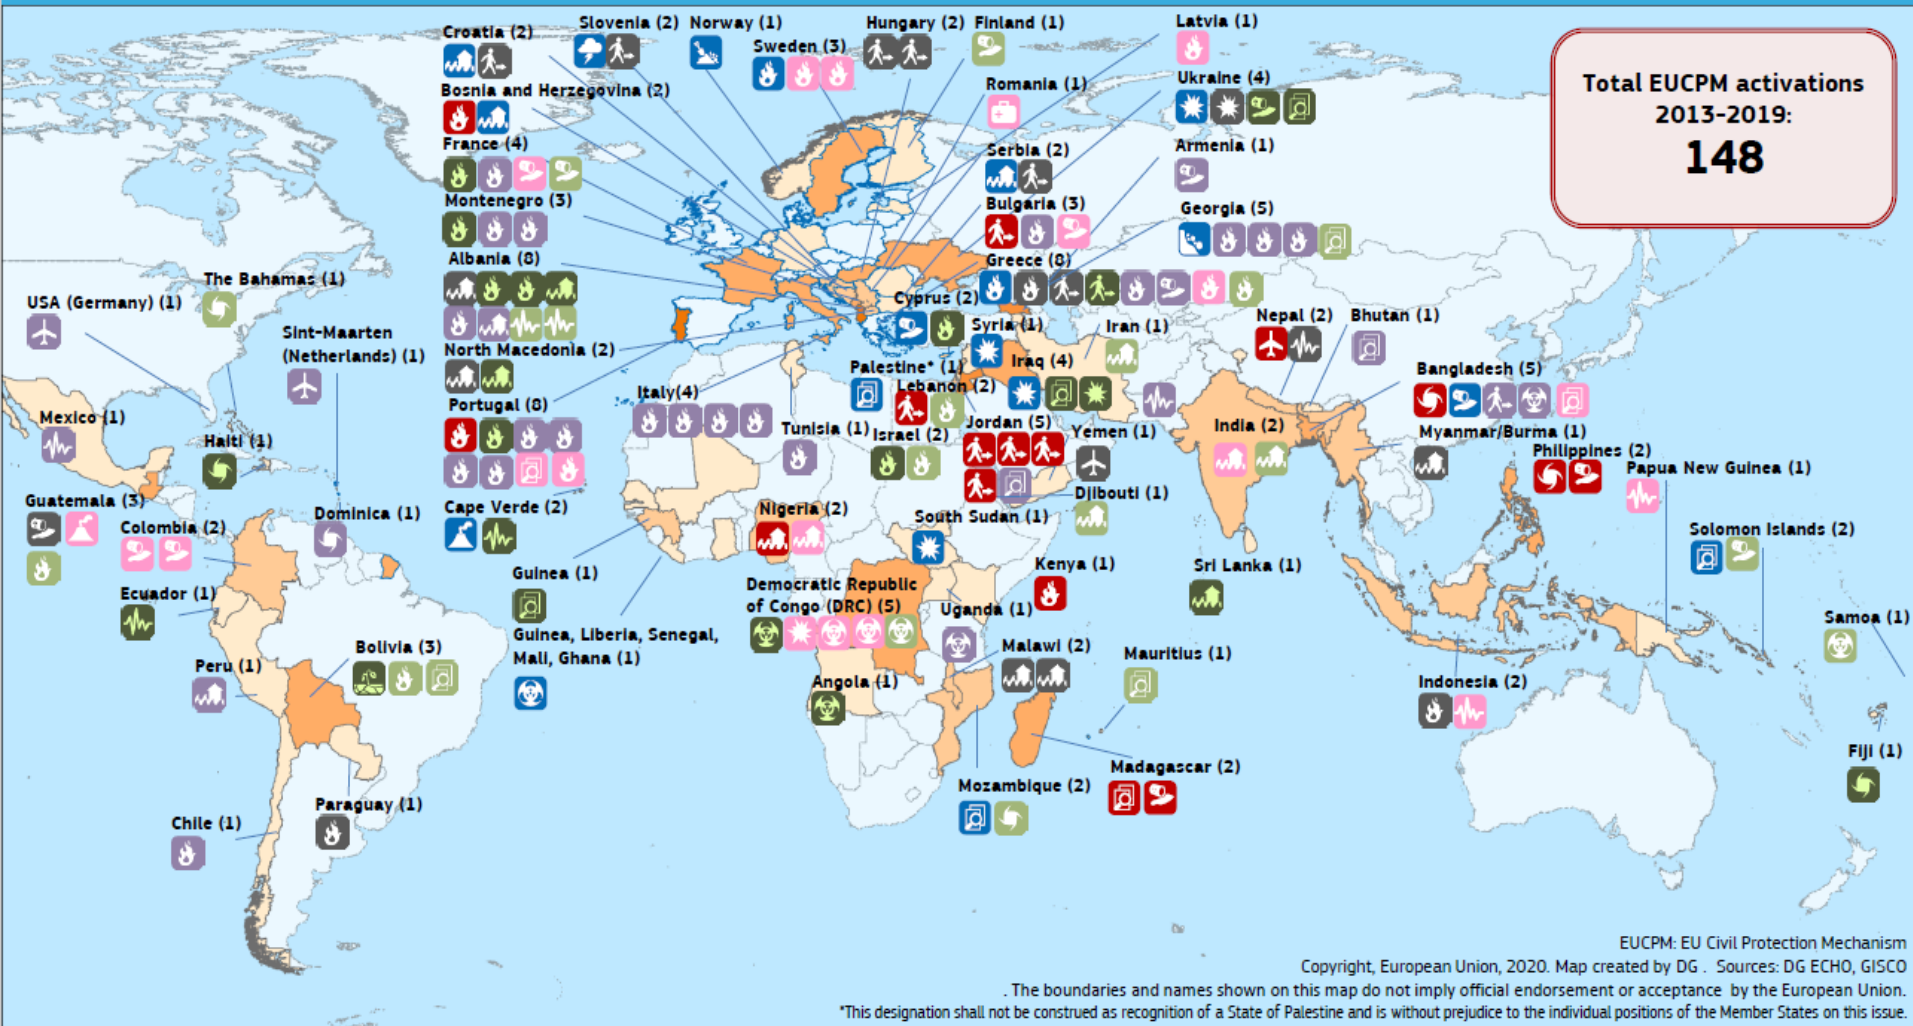 Croatia (2)
Slovenia (2)
Norway (1)
Sweden (3)
Hungary (2)
Finland (1)
Latvia (1)
Romania (1)
Ukraine (4)
Bosnia and Herzegovina (2)
France (4)
Serbia (2)
Armenia (1)
Montenegro (3)
Bulgaria (3)
Georgia (5)
Albania (8)
Greece (8)
Total EUCPM activations
2013-2019:
148
USA (Germany) (1)
The Bahamas (1)
Sint-Maarten
(Netherlands) (1)
North Macedonia (2)
Cyprus (2)
Syria (1)
Iran (1)
Nepal (2)
Bhutan (1)
Palestine* (1)
Iraq (4)
Lebanon (2)
Bangladesh (5)
Mexico (1)
Haiti (1)
Portugal (8)
Italy(4)
Tunisia (1)
Israel (2)
Jordan (5)
Yemen (1)
India (2)
Myanmar/Burma (1)
Philippines (2)
Papua New Guinea (1)
Guatemala (3)
Colombia (2)
Dominica (1)
Cape Verde (2)
Nigeria (2)
South Sudan (1)
Djibouti (1)
Solomon Islands (2)
Ecuador (1)
Guinea (1)
Democratic Republic
of Congo (DRC) (5)
Kenya (1)
Sri Lanka (1)
Uganda (1)
Samoa (1)
Guinea, Liberia, Senegal,
Mali, Ghana (1)
Peru (1)
Bolivia (3)
Angola (1)
Malawi (2)
Mauritius (1)
Indonesia (2)
Fiji (1)
Mozambique (2)
Madagascar (2)
Chile (1)
Paraguay (1)
EUCPM: EU Civil Protection Mechanism
Copyright, European Union, 2020. Map created by DG . Sources: DG ECHO, GISCO
. The boundaries and names shown on this map do not imply official endorsement or acceptance by the European Union.
*This designation shall not be construed as recognition of a State of Palestine and is without prejudice to the individual positions of the Member States on this issue.